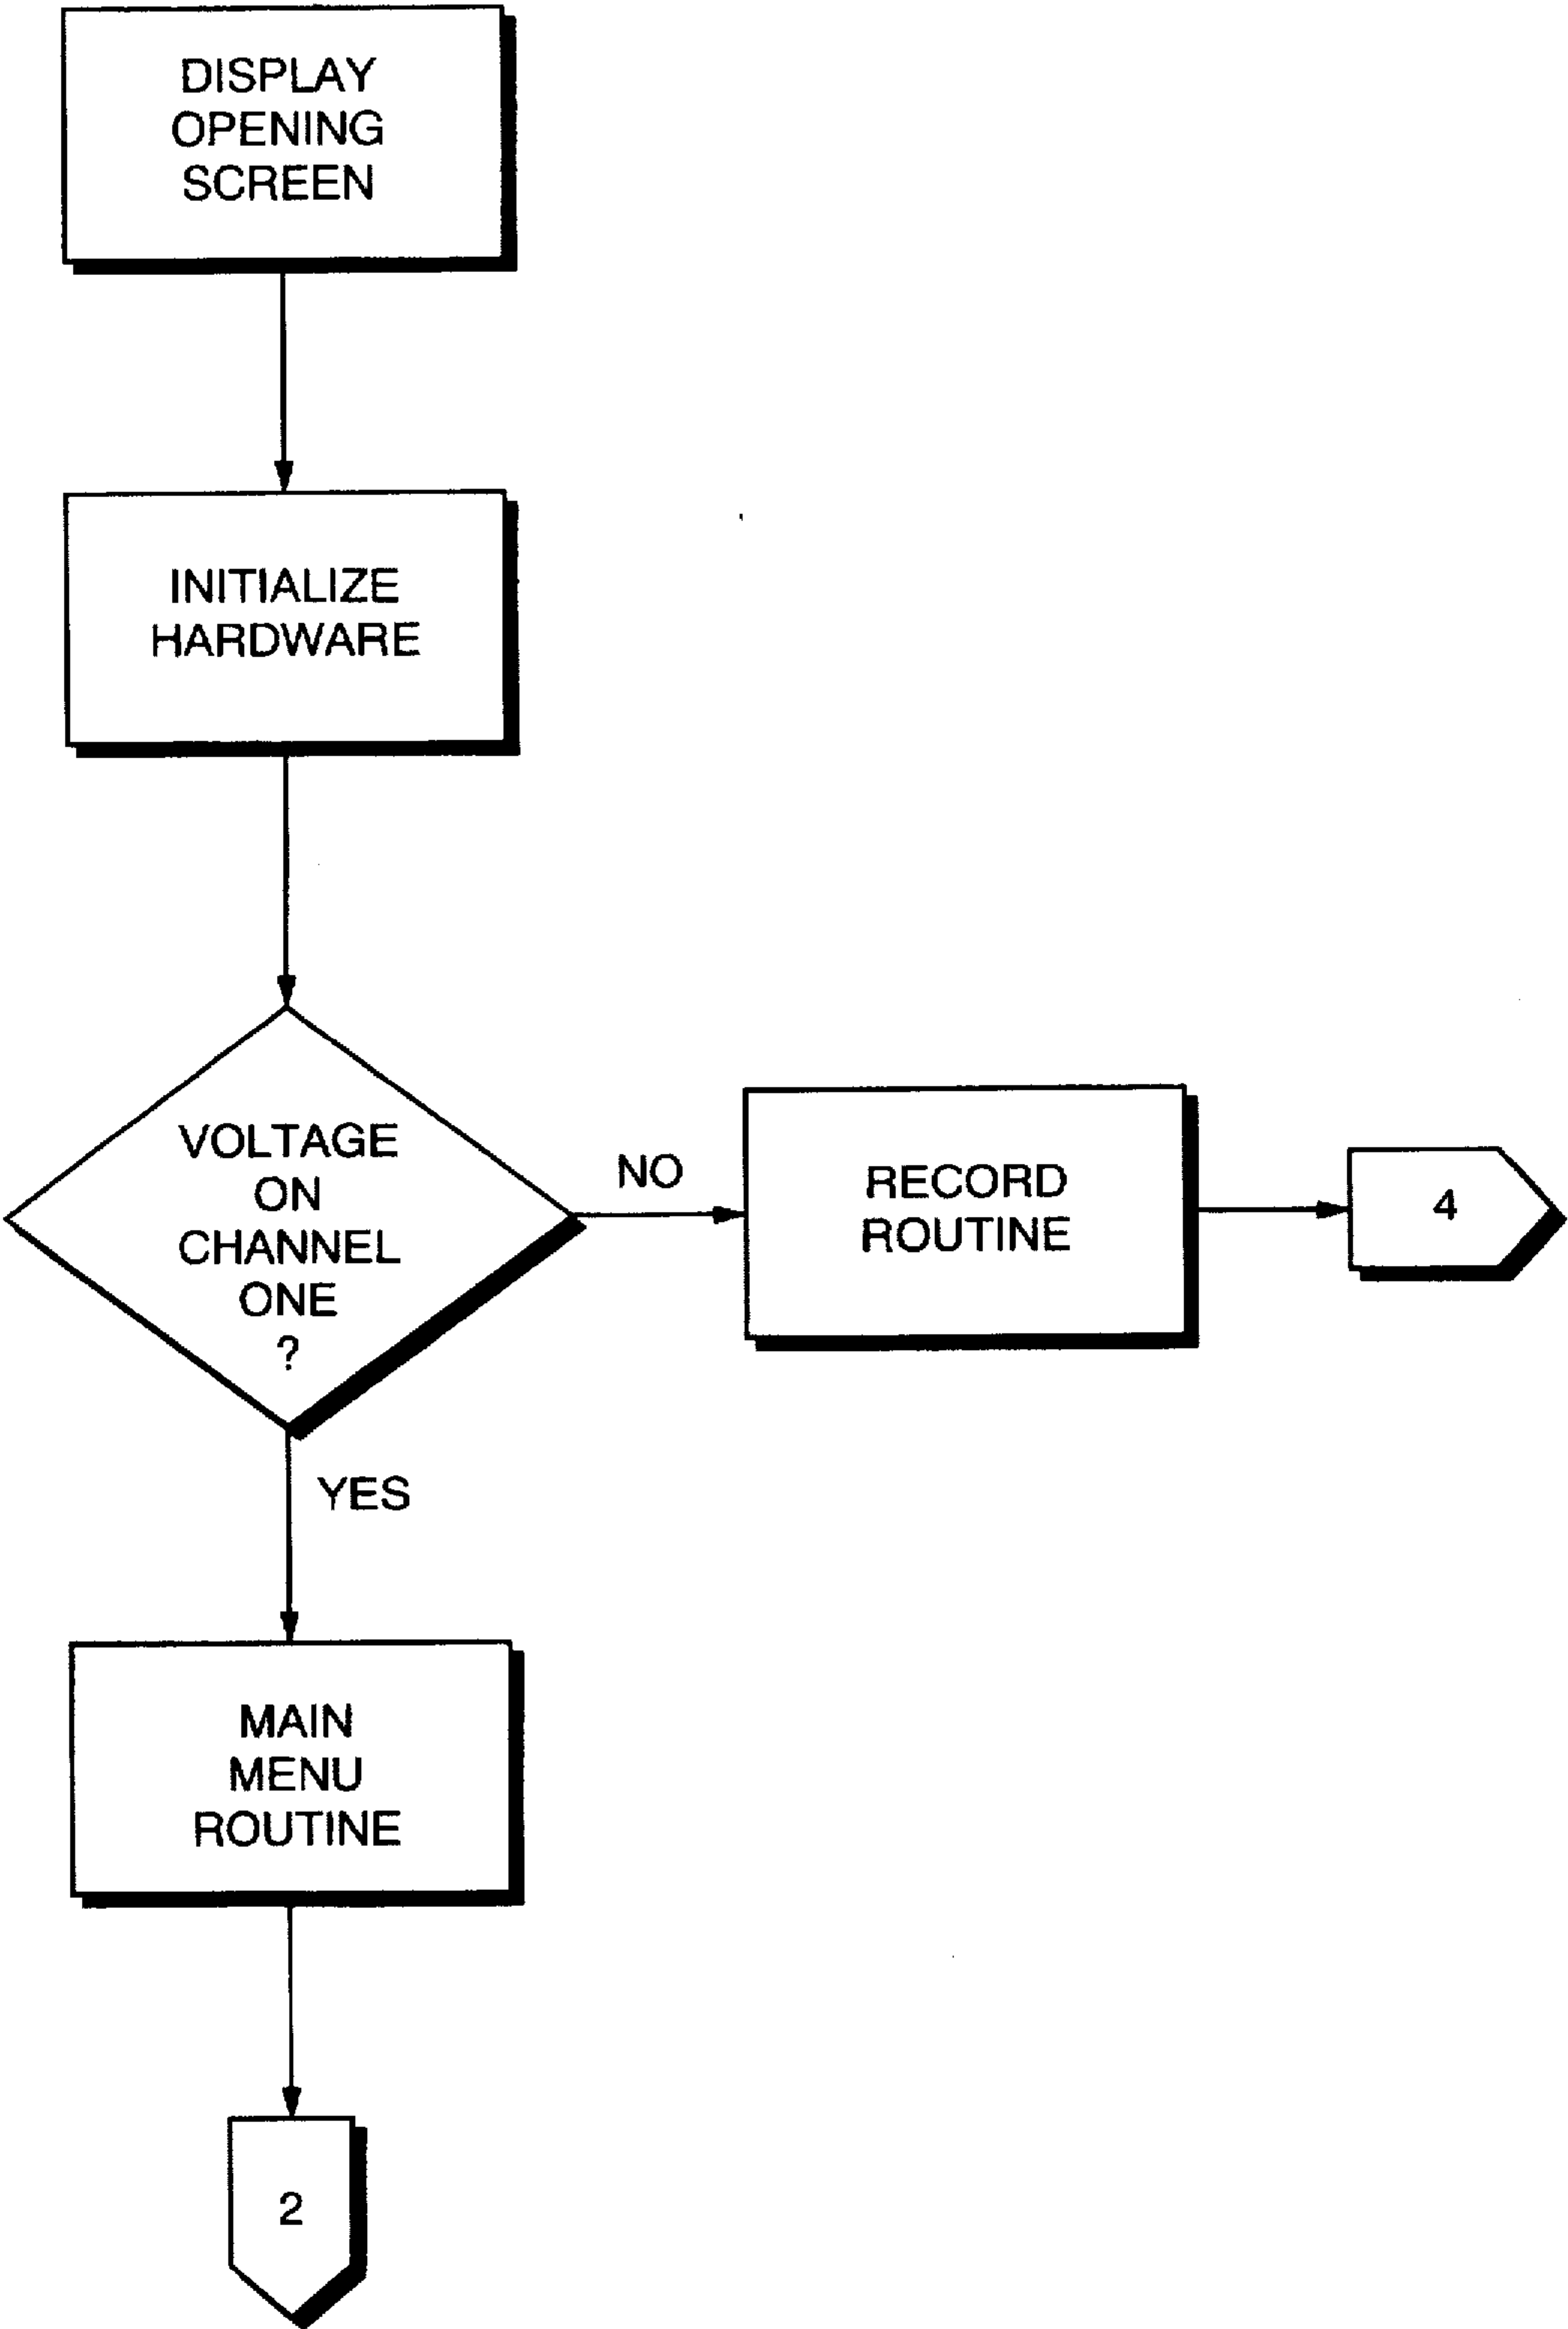 DISPLAY
OPENING
SCREEN
INITIALIZE
HARDWARE
VOLTAGE
ON
CHANNEL
ONE
?
NO
RECORD
ROUTINE
4
YES
MAIN
MENU
ROUTINE
2